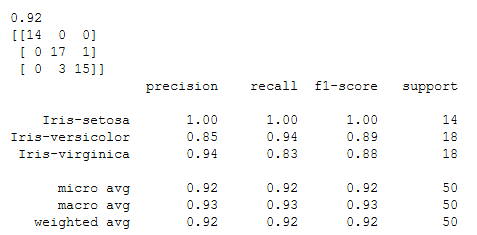 0.92
[[14  0  0]
 [ 0 17  1]
 [ 0  3 15]]
                 precision    recall  f1-score   support

    Iris-setosa       1.00      1.00      1.00        14
Iris-versicolor       0.85      0.94      0.89        18
 Iris-virginica       0.94      0.83      0.88        18

      micro avg       0.92      0.92      0.92        50
      macro avg       0.93      0.93      0.93        50
   weighted avg       0.92      0.92      0.92        50